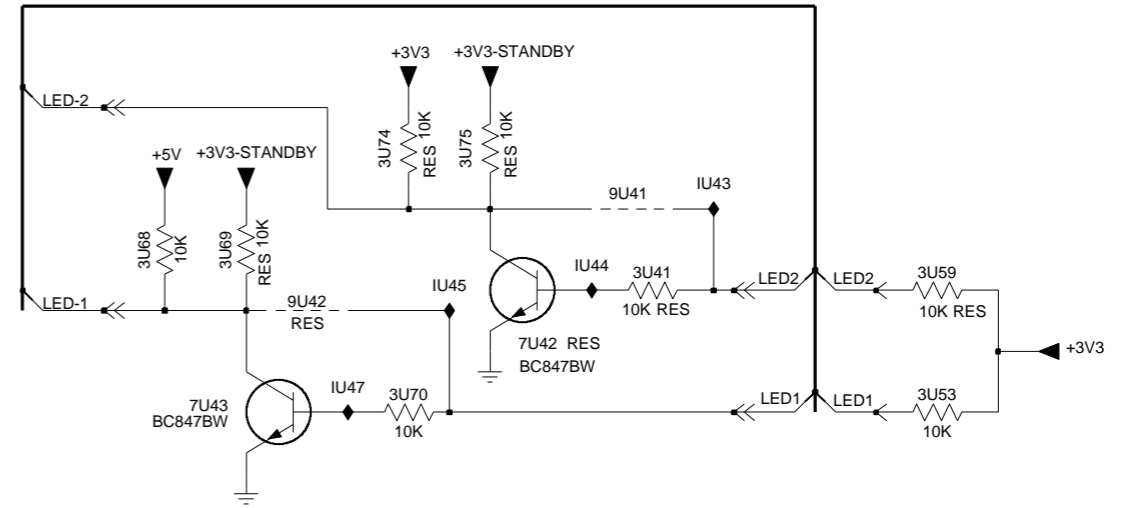 +3V3
+3V3-STANDBY
LED-2
3U74
10K
RES
3U75
RES 10K
+5V
+3V3-STANDBY
9U41
IU43
3U68
10K
3U69
RES 10K
IU44
3U41
10K RES
LED2
LED2
3U59
10K RES
LED-1
9U42
RES
IU45
7U42 RES
BC847BW
+3V3
7U43
BC847BW
IU47
3U70
10K
LED1
LED1
3U53
10K